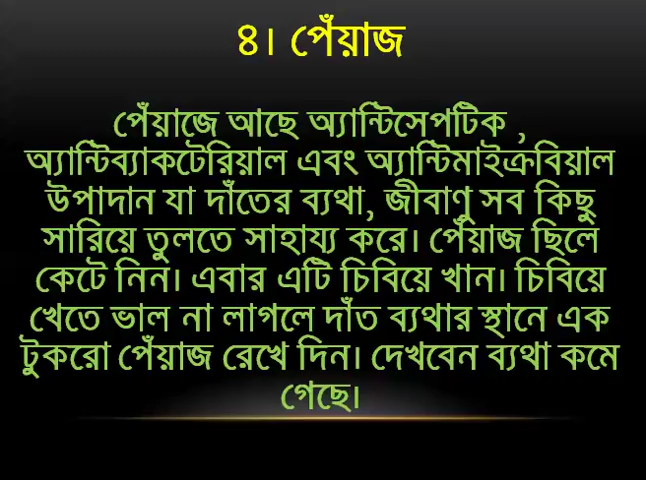 ৪। পেঁয়াজ
পেঁয়াজে আছে অ্যান্টিসেপটিক ,
অ্যান্টিব্যাকটেরিয়াল এবং অ্যান্টিমাইক্রবিয়াল
উপাদান যা দাঁতের ব্যথা, জীবাণু সব কিছু
সারিয়ে তুলতে সাহায্য করে। পেঁয়াজ ছিলে
কেটে নিন। এবার এটি চিবিয়ে খান। চিবিয়ে
খেতে ভাল না লাগলে দাঁত ব্যথার স্থানে এক
টুকরো পেঁয়াজ রেখে দিন। দেখবেন ব্যথা কমে
গেছে।